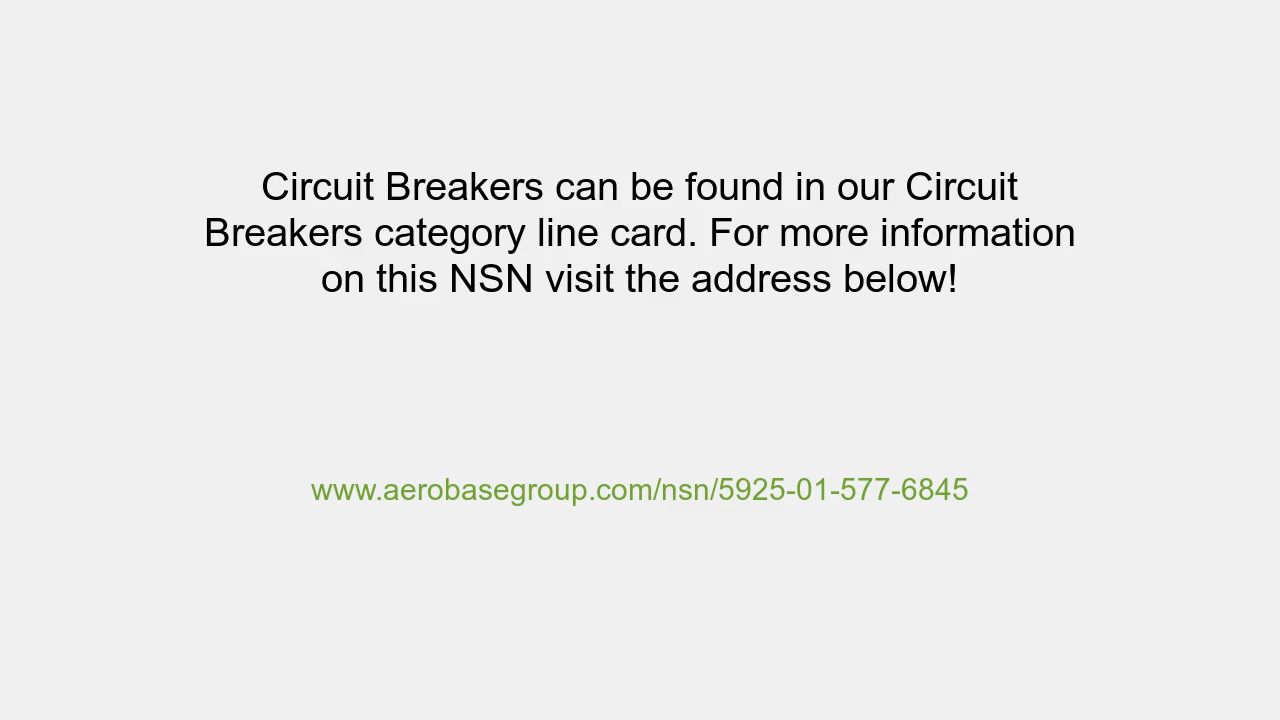 Circuit Breakers can be found in our Circuit
Breakers category line card. For more information
on this NSN visit the address below!
www.aerobasegroup.com/nsn/5925-01-577-6845